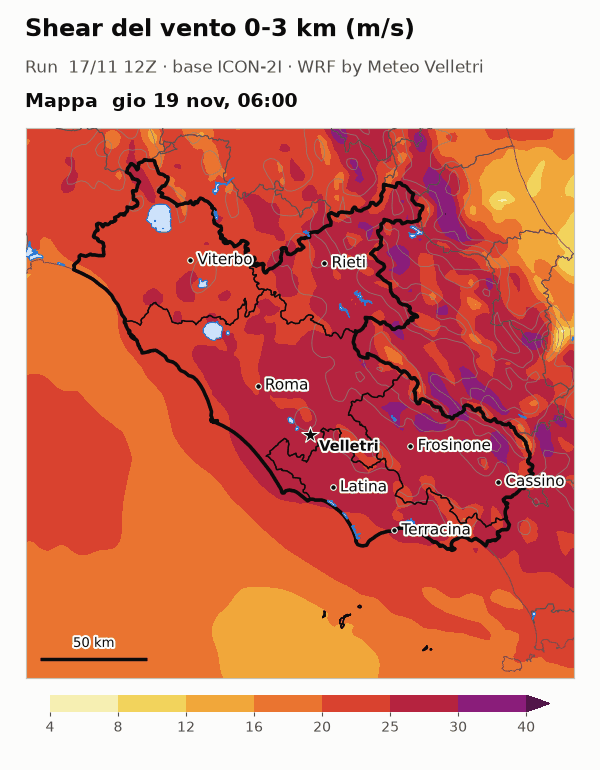 Shear del vento 0-3 km (m/s)
Run  17/11 12Z · base ICON-2I · WRF by Meteo Velletri
Mappa  gio 19 nov, 06:00
Viterbo
Rieti
Roma
Velletri
Frosinone
Latina
Cassino
Terracina
50 km
4 8 12 16 20 25 30 40